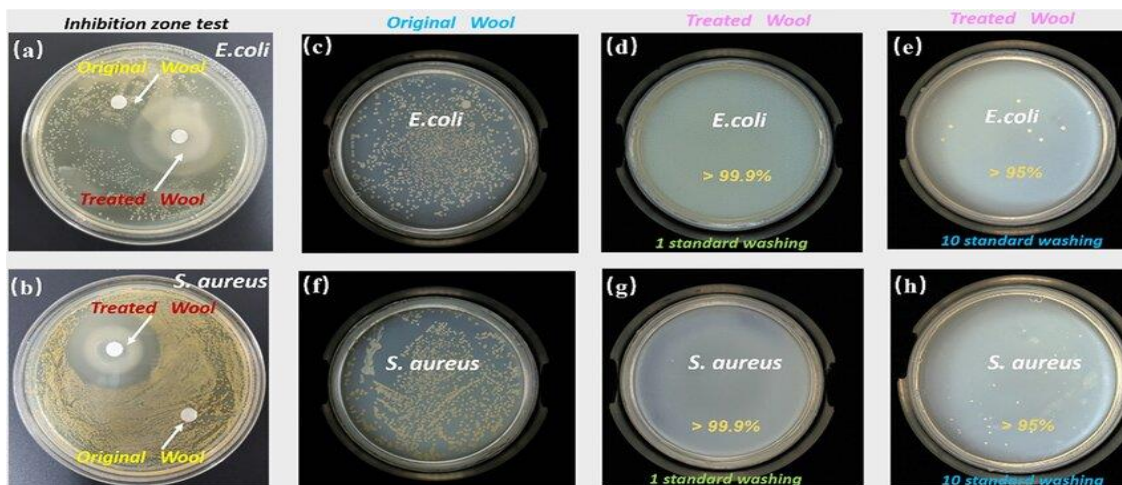 Inhibition zone test
Original Wool
Treated Wool
Treated Wool
(a)
E.coli
Original Wool
Treated Wool
(c)
E.coli
(d)
E.coli
> 99.9%
1 standard washing
(e)
E.coli
> 95%
10 standard washing
(b)
S. aureus
Treated Wool
Original Wool
(f)
S. aureus
(g)
S. aureus
> 99.9%
1 standard washing
(h)
S. aureus
> 95%
10 standard washing